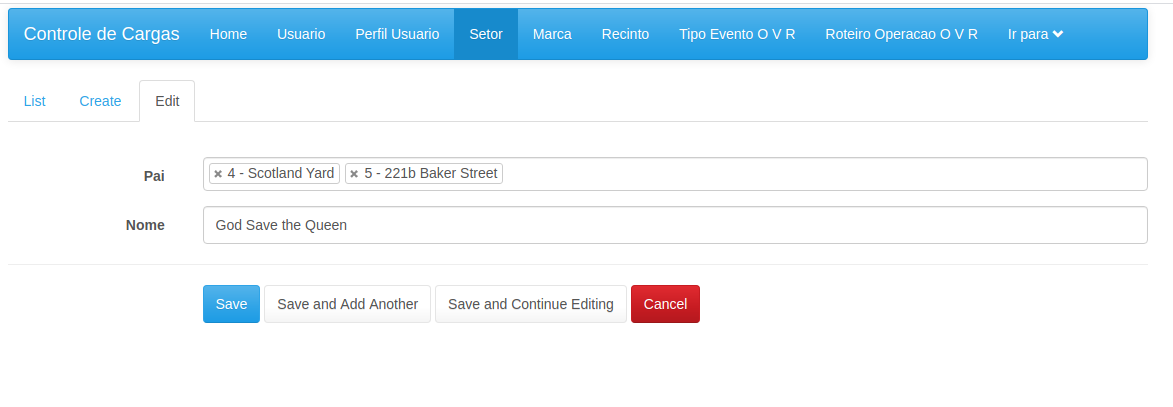 Controle de Cargas Home Usuario Perfil Usuario Setor Marca Recinto Tipo Evento O V R Roteiro Operacao O V R Ir para
List Create Edit
Pai × 4 - Scotland Yard × 5 - 221b Baker Street
Nome God Save the Queen
Save Save and Add Another Save and Continue Editing Cancel